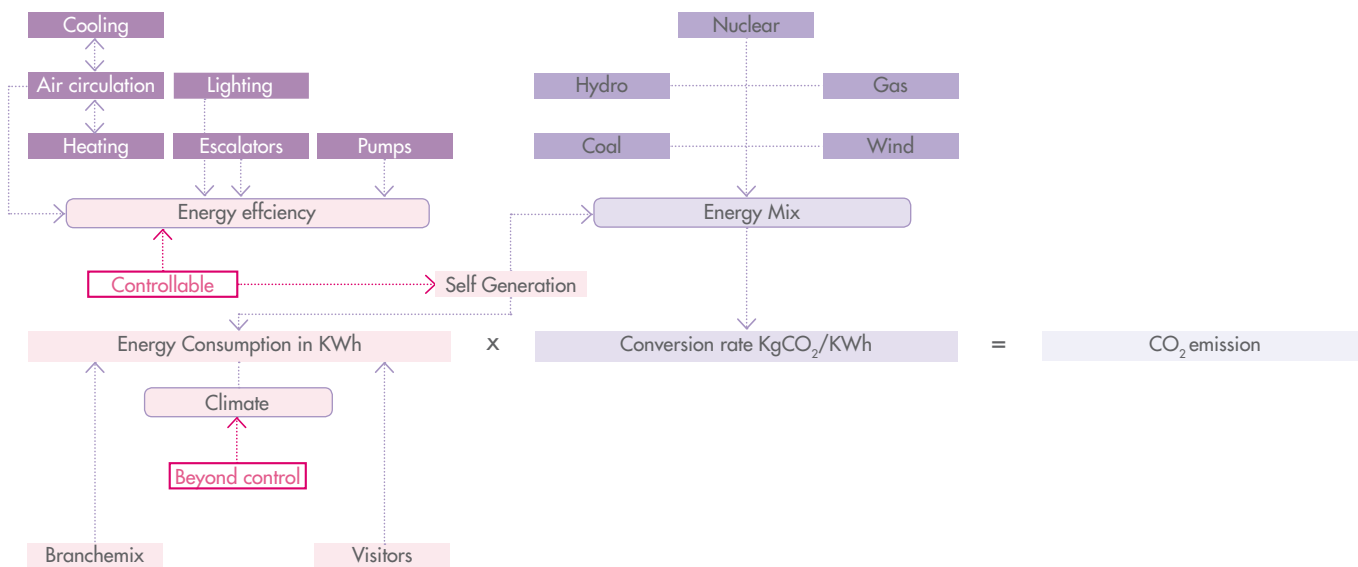 Cooling
Nuclear
Air circulation
Lighting
Hydro
Gas
Heating
Escalators
Pumps
Coal
Wind
Energy effciency
Energy Mix
Controllable
Self Generation
Energy Consumption in KWh
x
Conversion rate KgCO₂/KWh
=
CO₂ emission
Climate
Beyond control
Branchemix
Visitors